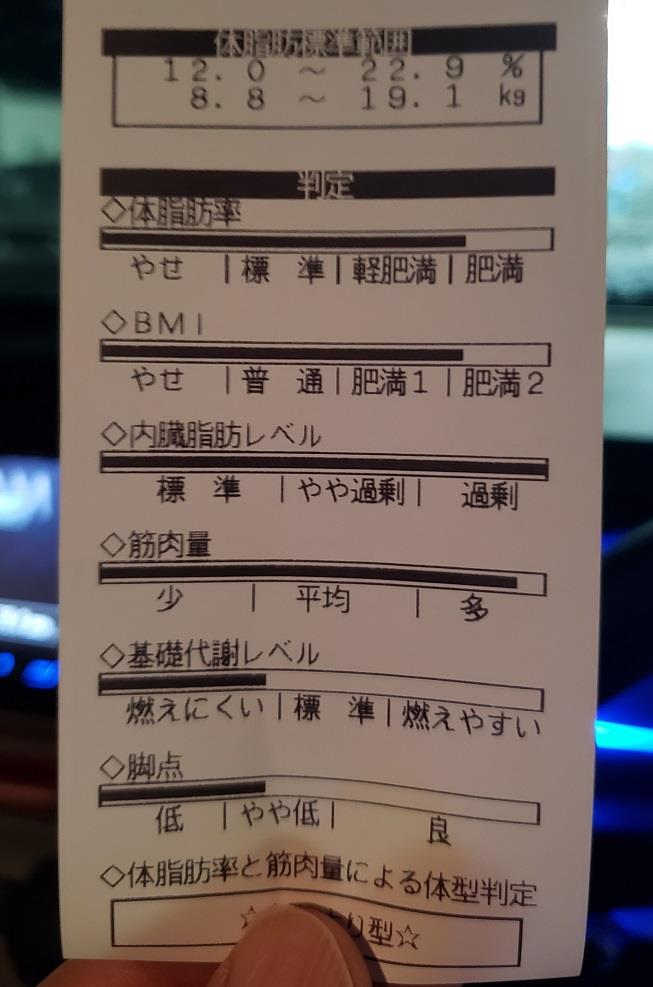 体脂肪標準範囲
12.0 ～ 22.9 %
8.8 ～ 19.1 kg
判定
◇体脂肪率
やせ |標 準|軽肥満|肥満
◇BMI
やせ |普 通|肥満1|肥満2
◇内臓脂肪レベル
標 準 |やや過剰| 過剰
◇筋肉量
少 | 平均 | 多
◇基礎代謝レベル
燃えにくい|標 準|燃えやすい
◇脚点
低 |やや低| 良
◇体脂肪率と筋肉量による体型判定
☆ り型☆